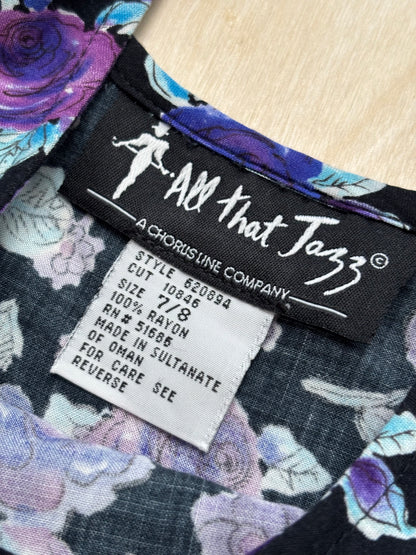 All That Jazz ©
A CHORUS LINE COMPANY
STYLE 620894
CUT 10846
SIZE 7/8
100% RAYON
RN# 51686
MADE IN SULTANATE
OF OMAN
FOR CARE SEE
REVERSE